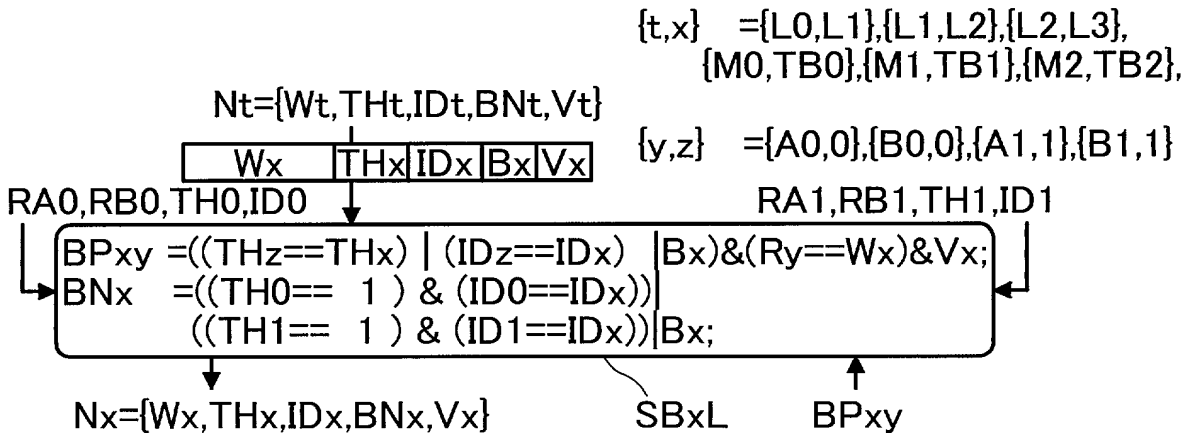 {t,x} ={L0,L1},{L1,L2},{L2,L3},
{M0,TB0},{M1,TB1},{M2,TB2},
Nt={Wt,THt,IDt,BNt,Vt}
{y,z} ={A0,0},{B0,0},{A1,1},{B1,1}
Wx THx IDx Bx Vx
RA0,RB0,TH0,ID0
RA1,RB1,TH1,ID1
BPxy =((THz==THx) | (IDz==IDx) |Bx)&(Ry==Wx)&Vx;
BNx =((TH0== 1 ) & (ID0==IDx))|
((TH1== 1 ) & (ID1==IDx))|Bx;
Nx={Wx,THx,IDx,BNx,Vx}
SBxL
BPxy